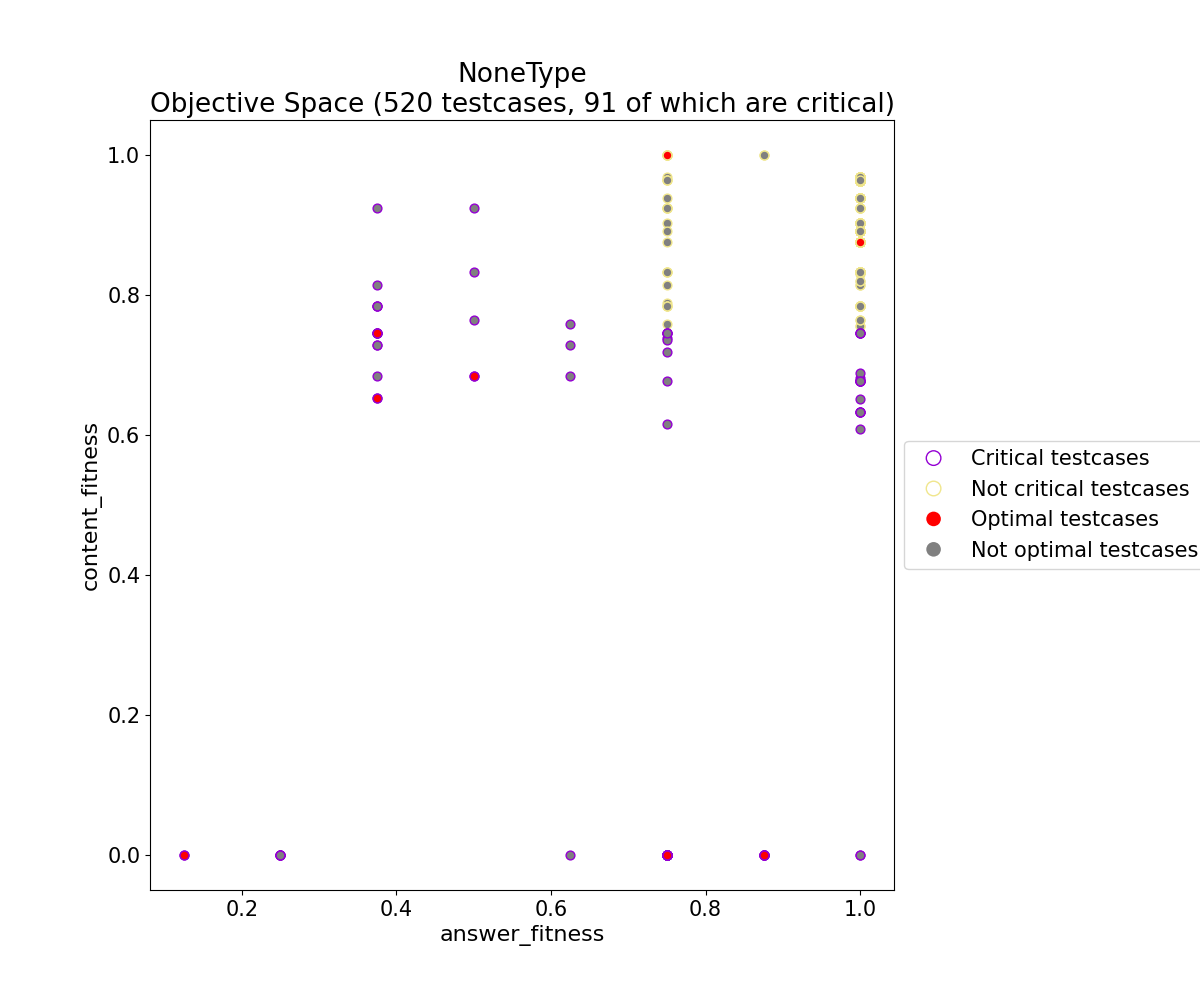 NoneType
Objective Space (520 testcases, 91 of which are critical)
1.0
0.8
0.6
0.4
0.2
0.0
content_fitness
0.2 0.4 0.6 0.8 1.0
answer_fitness
Critical testcases
Not critical testcases
Optimal testcases
Not optimal testcases